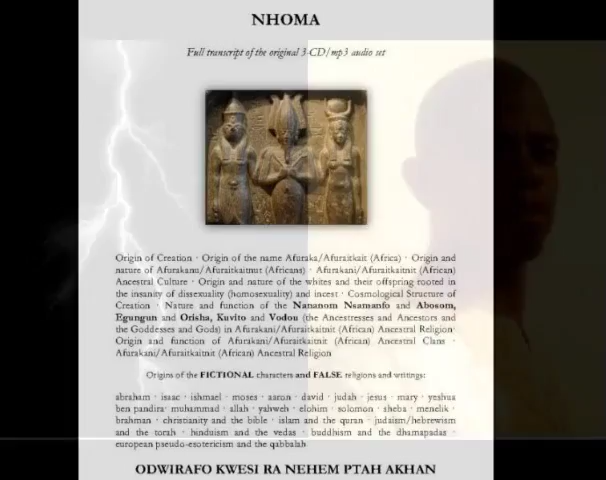 NHOMA
Full transcript of the original 3-CD/mp3 audio set
Origin of Creation · Origin of the name Afuraka/Afuraitkait (Africa) · Origin and
nature of Afurakanu/Afuraitkaitnut (Africans) · Afurakani/Afuraitkaitnit (African)
Ancestral Culture · Origin and nature of the whites and their offspring rooted in
the insanity of dissexuality (homosexuality) and incest · Cosmological Structure of
Creation · Nature and function of the Nananom Nsamanfo and Abosom,
Egungun and Orisha, Kuvito and Vodou (the Ancestresses and Ancestors and
the Goddesses and Gods) in Afurakani/Afuraitkaitnit (African) Ancestral Religion·
Origin and function of Afurakani/Afuraitkaitnit (African) Ancestral Clans ·
Afurakani/Afuraitkaitnit (African) Ancestral Religion
Origins of the FICTIONAL characters and FALSE religions and writings:
abraham · isaac · ishmael · moses · aaron · david · judah · jesus · mary · yeshua
ben pandira· muhammad · allah · yahweh · elohim · solomon · sheba · menelik ·
brahman · christianity and the bible · islam and the quran · judaism/hebrewism
and the torah · hinduism and the vedas · buddhism and the dhamapadas ·
european pseudo-esotericism and the qabbalah
ODWIRAFO KWESI RA NEHEM PTAH AKHAN